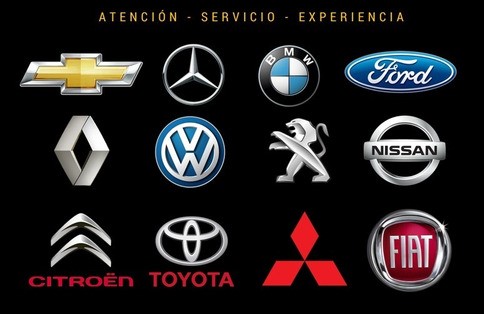 ATENCIÓN - SERVICIO - EXPERIENCIA
BMW
Ford
NISSAN
CITROËN
TOYOTA
FIAT